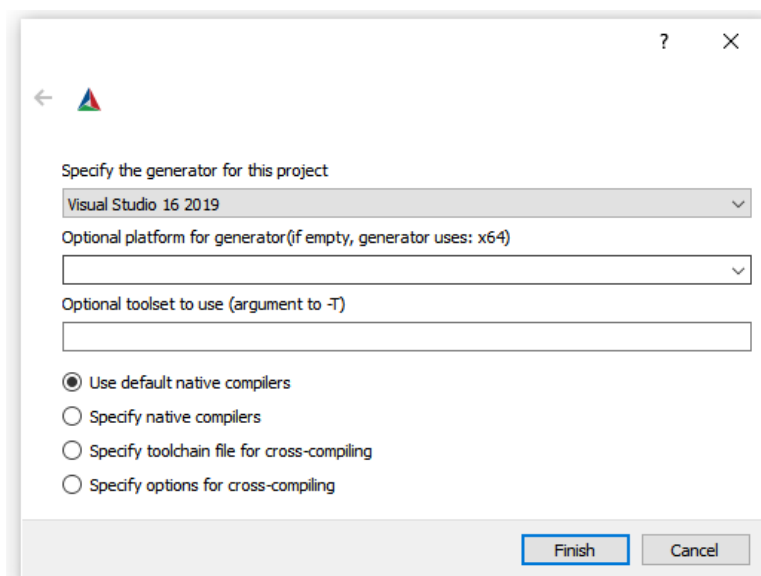 ?
Specify the generator for this project
Visual Studio 16 2019
Optional platform for generator(if empty, generator uses: x64)
Optional toolset to use (argument to -T)
Use default native compilers
Specify native compilers
Specify toolchain file for cross-compiling
Specify options for cross-compiling
Finish Cancel